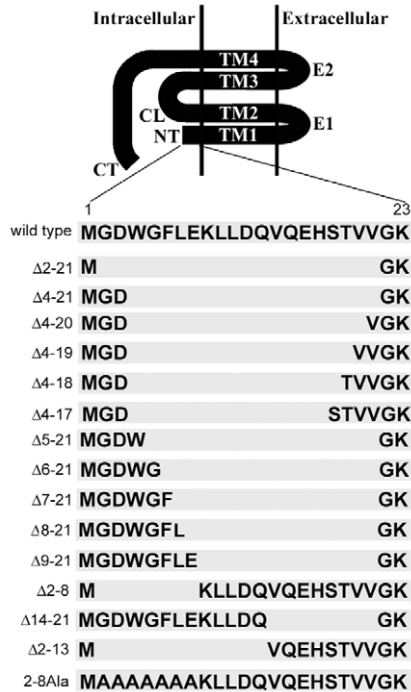 Intracellular Extracellular
TM4
TM3 E2
CL TM2
NT TM1 E1
CT
1 23
wild type MGDWGFLEKLLDQVQEHSTVVGK
Δ2-21 M GK
Δ4-21 MGD GK
Δ4-20 MGD VGK
Δ4-19 MGD VVGK
Δ4-18 MGD TVVGK
Δ4-17 MGD STVVGK
Δ5-21 MGDW GK
Δ6-21 MGDWG GK
Δ7-21 MGDWGF GK
Δ8-21 MGDWGFL GK
Δ9-21 MGDWGFLE GK
Δ2-8 M KLLDQVQEHSTVVGK
Δ14-21 MGDWGFLEKLLDQ GK
Δ2-13 M VQEHSTVVGK
2-8Ala MAAAAAAAKLLDQVQEHSTVVGK